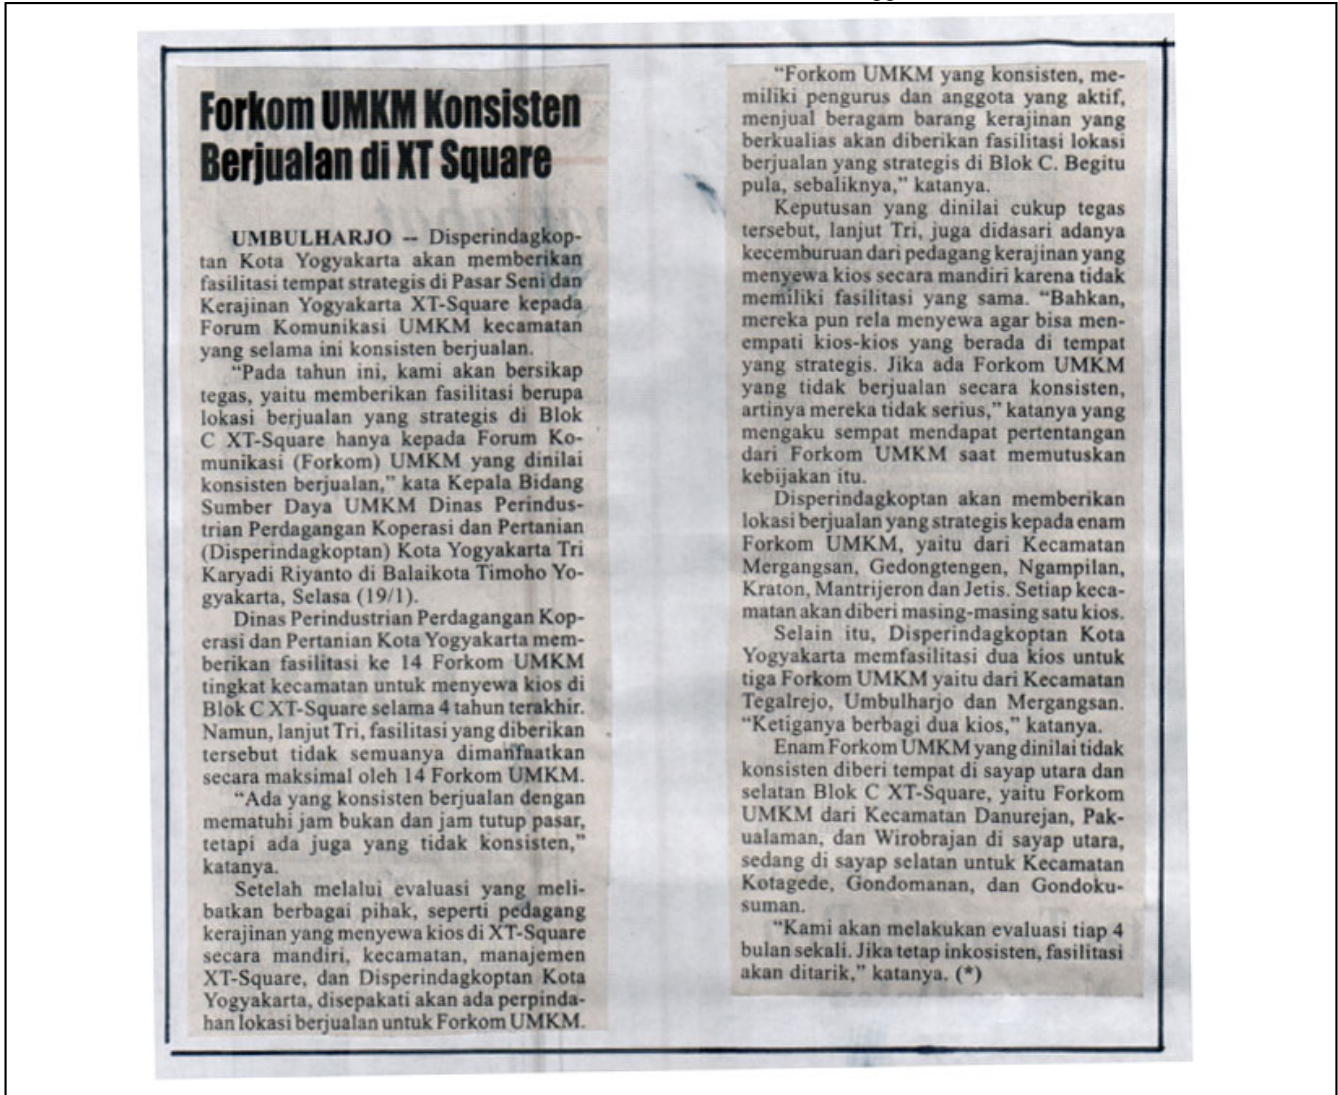 Forkom UMKM Konsisten
Berjualan di XT Square
UMBULHARJO -- Disperindagkop-
tan Kota Yogyakarta akan memberikan
fasilitasi tempat strategis di Pasar Seni dan
Kerajinan Yogyakarta XT-Square kepada
Forum Komunikasi UMKM kecamatan
yang selama ini konsisten berjualan.
“Pada tahun ini, kami akan bersikap
tegas, yaitu memberikan fasilitasi berupa
lokasi berjualan yang strategis di Blok
C XT-Square hanya kepada Forum Ko-
munikasi (Forkom) UMKM yang dinilai
konsisten berjualan,” kata Kepala Bidang
Sumber Daya UMKM Dinas Perindus-
trian Perdagangan Koperasi dan Pertanian
(Disperindagkoptan) Kota Yogyakarta Tri
Karyadi Riyanto di Balaikota Timoho Yo-
gyakarta, Selasa (19/1).
Dinas Perindustrian Perdagangan Kop-
erasi dan Pertanian Kota Yogyakarta mem-
berikan fasilitasi ke 14 Forkom UMKM
tingkat kecamatan untuk menyewa kios di
Blok C XT-Square selama 4 tahun terakhir.
Namun, lanjut Tri, fasilitasi yang diberikan
tersebut tidak semuanya dimanfaatkan
secara maksimal oleh 14 Forkom UMKM.
“Ada yang konsisten berjualan dengan
mematuhi jam bukan dan jam tutup pasar,
tetapi ada juga yang tidak konsisten,”
katanya.
Setelah melalui evaluasi yang meli-
batkan berbagai pihak, seperti pedagang
kerajinan yang menyewa kios di XT-Square
secara mandiri, kecamatan, manajemen
XT-Square, dan Disperindagkoptan Kota
Yogyakarta, disepakati akan ada perpinda-
han lokasi berjualan untuk Forkom UMKM.
“Forkom UMKM yang konsisten, me-
miliki pengurus dan anggota yang aktif,
menjual beragam barang kerajinan yang
berkualias akan diberikan fasilitasi lokasi
berjualan yang strategis di Blok C. Begitu
pula, sebaliknya,” katanya.
Keputusan yang dinilai cukup tegas
tersebut, lanjut Tri, juga didasari adanya
kecemburuan dari pedagang kerajinan yang
menyewa kios secara mandiri karena tidak
memiliki fasilitasi yang sama. “Bahkan,
mereka pun rela menyewa agar bisa men-
empati kios-kios yang berada di tempat
yang strategis. Jika ada Forkom UMKM
yang tidak berjualan secara konsisten,
artinya mereka tidak serius,” katanya yang
mengaku sempat mendapat pertentangan
dari Forkom UMKM saat memutuskan
kebijakan itu.
Disperindagkoptan akan memberikan
lokasi berjualan yang strategis kepada enam
Forkom UMKM, yaitu dari Kecamatan
Mergangsan, Gedongtengen, Ngampilan,
Kraton, Mantrijeron dan Jetis. Setiap keca-
matan akan diberi masing-masing satu kios.
Selain itu, Disperindagkoptan Kota
Yogyakarta memfasilitasi dua kios untuk
tiga Forkom UMKM yaitu dari Kecamatan
Tegalrejo, Umbulharjo dan Mergangsan.
“Ketiganya berbagi dua kios,” katanya.
Enam Forkom UMKM yang dinilai tidak
konsisten diberi tempat di sayap utara dan
selatan Blok C XT-Square, yaitu Forkom
UMKM dari Kecamatan Danurejan, Pak-
ualaman, dan Wirobrajan di sayap utara,
sedang di sayap selatan untuk Kecamatan
Kotagede, Gondomanan, dan Gondoku-
suman.
“Kami akan melakukan evaluasi tiap 4
bulan sekali. Jika tetap inkosisten, fasilitasi
akan ditarik,” katanya. (*)